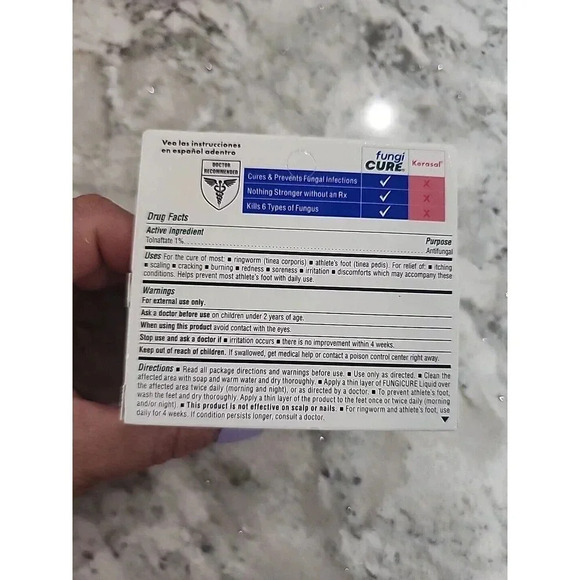 Vea las instrucciones
en español adentro
DOCTOR
RECOMMENDED
fungi
CURE®
Kerasal®
Cures & Prevents Fungal Infections ✓ X
Nothing Stronger without an Rx ✓ X
Kills 6 Types of Fungus ✓ X
Drug Facts
Active ingredient Purpose
Tolnaftate 1%.......Antifungal
Uses For the cure of most: ■ ringworm (tinea corporis) ■ athlete's foot (tinea pedis). For relief of: ■ itching
■ scaling ■ cracking ■ burning ■ redness ■ soreness ■ irritation ■ discomforts which may accompany these
conditions. Helps prevent most athlete's foot with daily use.
Warnings
For external use only.
Ask a doctor before use on children under 2 years of age.
When using this product avoid contact with the eyes.
Stop use and ask a doctor if ■ irritation occurs ■ there is no improvement within 4 weeks.
Keep out of reach of children. If swallowed, get medical help or contact a poison control center right away.
Directions ■ Read all package directions and warnings before use. ■ Use only as directed. ■ Clean the
affected area with soap and warm water and dry thoroughly. ■ Apply a thin layer of FUNGICURE Liquid over
the affected area twice daily (morning and night), or as directed by a doctor. ■ To prevent athlete's foot,
wash the feet and dry thoroughly. Apply a thin layer of the product to the feet once or twice daily (morning
and/or night). ■ This product is not effective on scalp or nails. ■ For ringworm and athlete's foot, use
daily for 4 weeks. If condition persists longer, consult a doctor. ▼